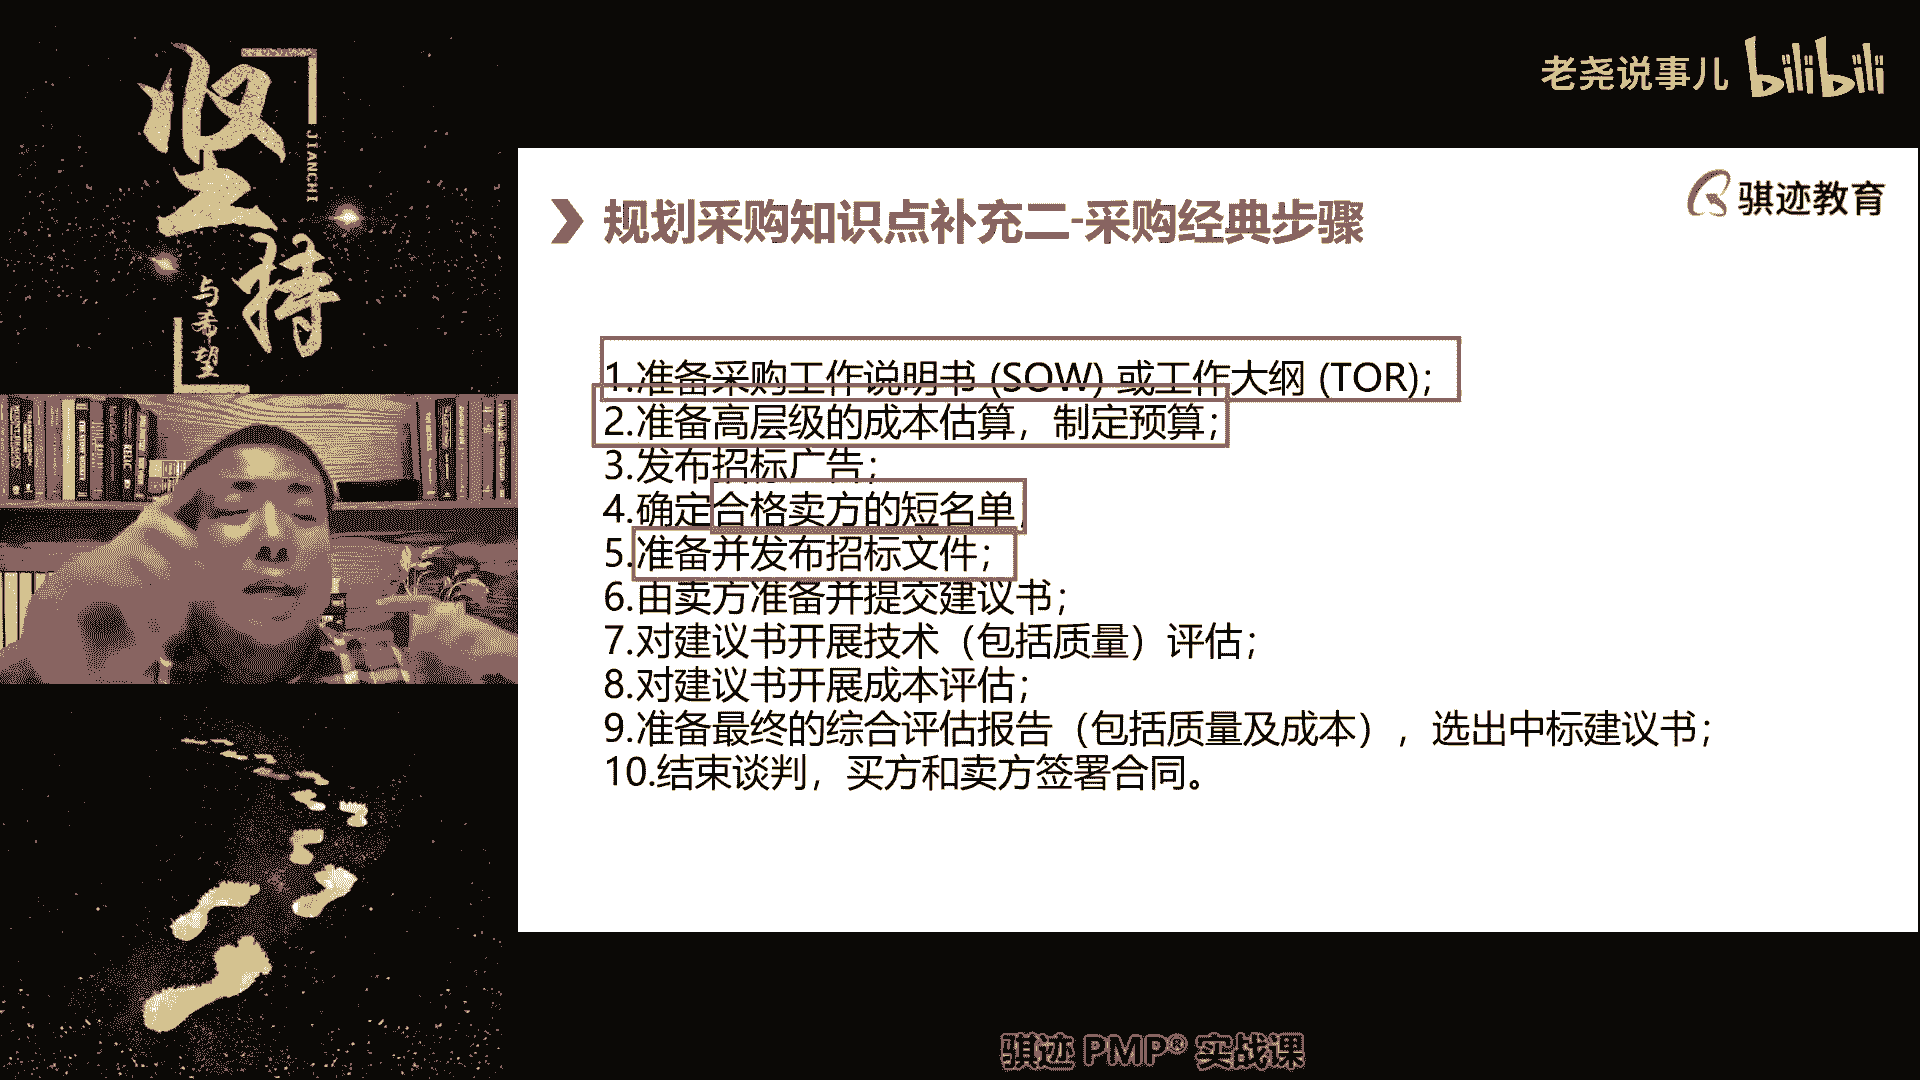 坚持
JIANCHI
与希望
老尧说事儿 bilibili
骐迹教育
规划采购知识点补充二-采购经典步骤
1.准备采购工作说明书 (SOW) 或工作大纲 (TOR);
2.准备高层级的成本估算，制定预算;
3.发布招标广告;
4.确定合格卖方的短名单;
5.准备并发布招标文件;
6.由卖方准备并提交建议书;
7.对建议书开展技术（包括质量）评估;
8.对建议书开展成本评估;
9.准备最终的综合评估报告（包括质量及成本），选出中标建议书;
10.结束谈判，买方和卖方签署合同。
骐迹 PMP® 实战课